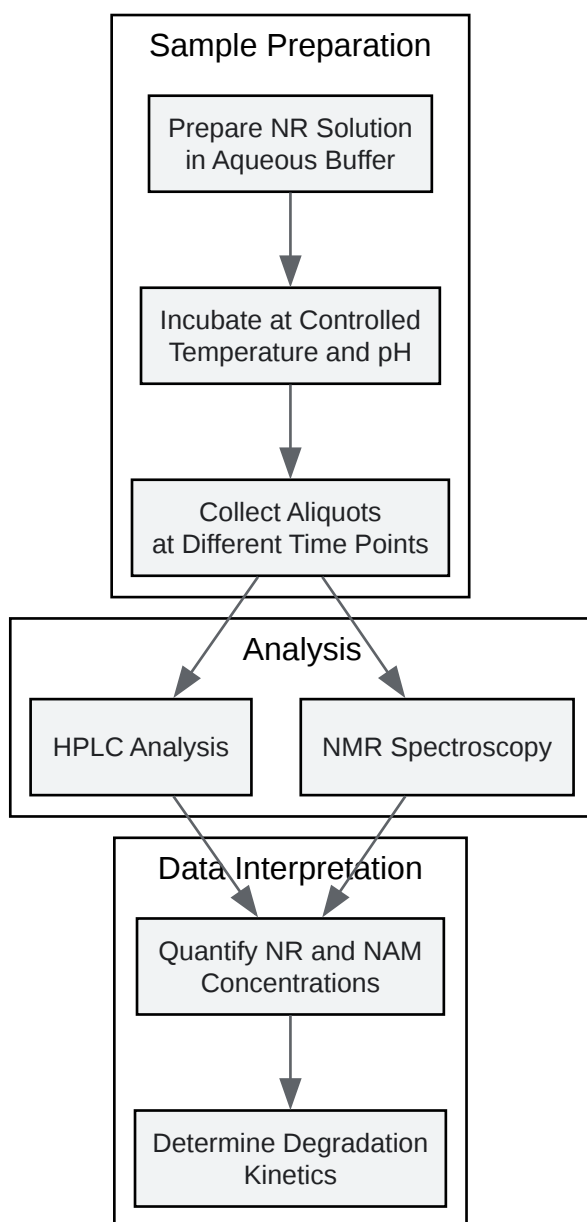 Sample Preparation
Prepare NR Solution
in Aqueous Buffer
Incubate at Controlled
Temperature and pH
Collect Aliquots
at Different Time Points
Analysis
HPLC Analysis
NMR Spectroscopy
Data Interpretation
Quantify NR and NAM
Concentrations
Determine Degradation
Kinetics